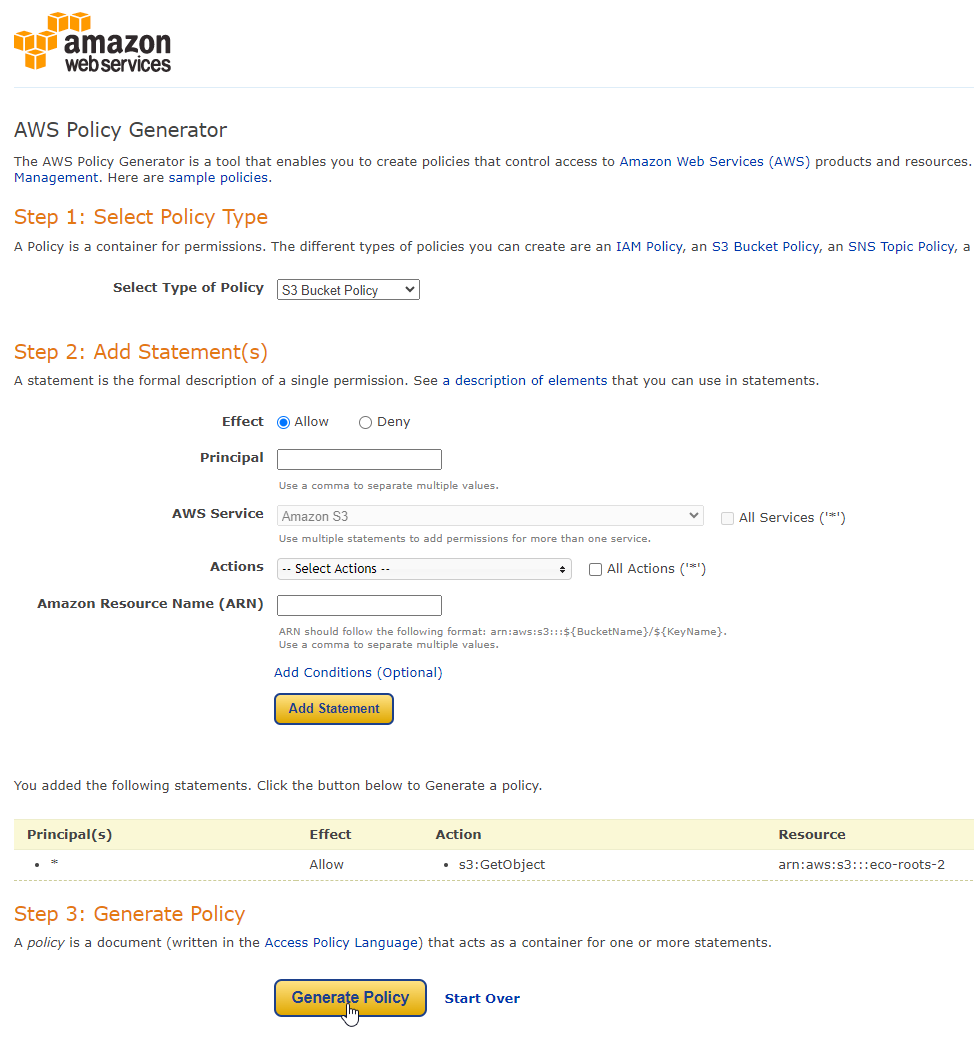 amazon
webservices
AWS Policy Generator
The AWS Policy Generator is a tool that enables you to create policies that control access to Amazon Web Services (AWS) products and resources.
Management. Here are sample policies.
Step 1: Select Policy Type
A Policy is a container for permissions. The different types of policies you can create are an IAM Policy, an S3 Bucket Policy, an SNS Topic Policy, a
Select Type of Policy S3 Bucket Policy
Step 2: Add Statement(s)
A statement is the formal description of a single permission. See a description of elements that you can use in statements.
Effect Allow Deny
Principal
Use a comma to separate multiple values.
AWS Service Amazon S3 All Services ('*')
Use multiple statements to add permissions for more than one service.
Actions -- Select Actions -- All Actions ('*')
Amazon Resource Name (ARN)
ARN should follow the following format: arn:aws:s3:::${BucketName}/${KeyName}.
Use a comma to separate multiple values.
Add Conditions (Optional)
Add Statement
You added the following statements. Click the button below to Generate a policy.
Principal(s) Effect Action Resource
• * Allow • s3:GetObject arn:aws:s3:::eco-roots-2
Step 3: Generate Policy
A policy is a document (written in the Access Policy Language) that acts as a container for one or more statements.
Generate Policy Start Over